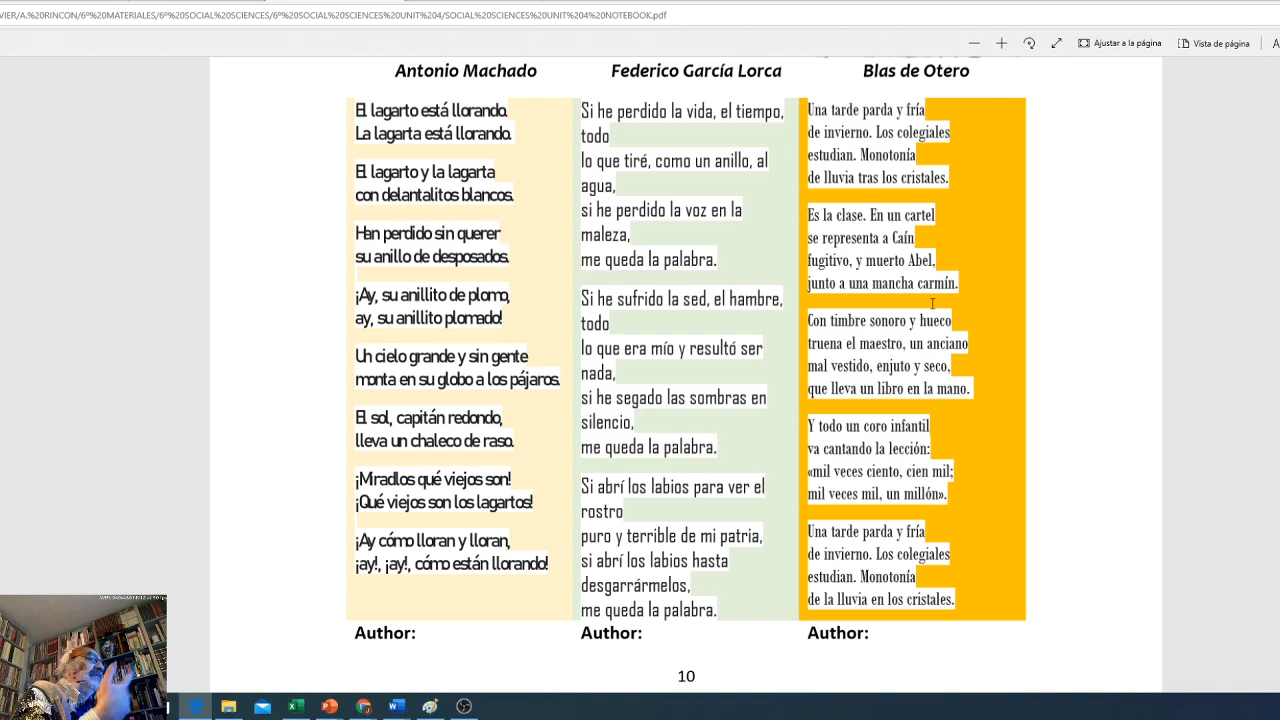 VIER/A.%20RINCON/6º%20MATERIALES/6º%20SOCIAL%20SCIENCES/6º%20SOCIAL%20SCIENCES%20UNIT%204/SOCIAL%20SCIENCES%20UNIT%204%20NOTEBOOK.pdf
Ajustar a la página
Vista de página
A
Antonio Machado
Federico García Lorca
Blas de Otero
El lagarto está llorando.
La lagarta está llorando.
El lagarto y la lagarta
con delantalitos blancos.
Han perdido sin querer
su anillo de desposados.
¡Ay, su anillito de plomo,
ay, su anillito plomado!
Un cielo grande y sin gente
monta en su globo a los pájaros.
El sol, capitán redondo,
lleva un chaleco de raso.
¡Miradlos qué viejos son!
¡Qué viejos son los lagartos!
¡Ay cómo lloran y lloran,
¡ay!, ¡ay!, cómo están llorando!
Author:
Si he perdido la vida, el tiempo,
todo
lo que tiré, como un anillo, al
agua,
si he perdido la voz en la
maleza,
me queda la palabra.
Si he sufrido la sed, el hambre,
todo
lo que era mío y resultó ser
nada,
si he segado las sombras en
silencio,
me queda la palabra.
Si abrí los labios para ver el
rostro
puro y terrible de mi patria,
si abrí los labios hasta
desgarrármelos,
me queda la palabra.
Author:
Una tarde parda y fría
de invierno. Los colegiales
estudian. Monotonía
de lluvia tras los cristales.
Es la clase. En un cartel
se representa a Caín
fugitivo, y muerto Abel,
junto a una mancha carmín.
Con timbre sonoro y hueco
truena el maestro, un anciano
mal vestido, enjuto y seco,
que lleva un libro en la mano.
Y todo un coro infantil
va cantando la lección:
«mil veces ciento, cien mil;
mil veces mil, un millón».
Una tarde parda y fría
de invierno. Los colegiales
estudian. Monotonía
de la lluvia en los cristales.
Author:
10